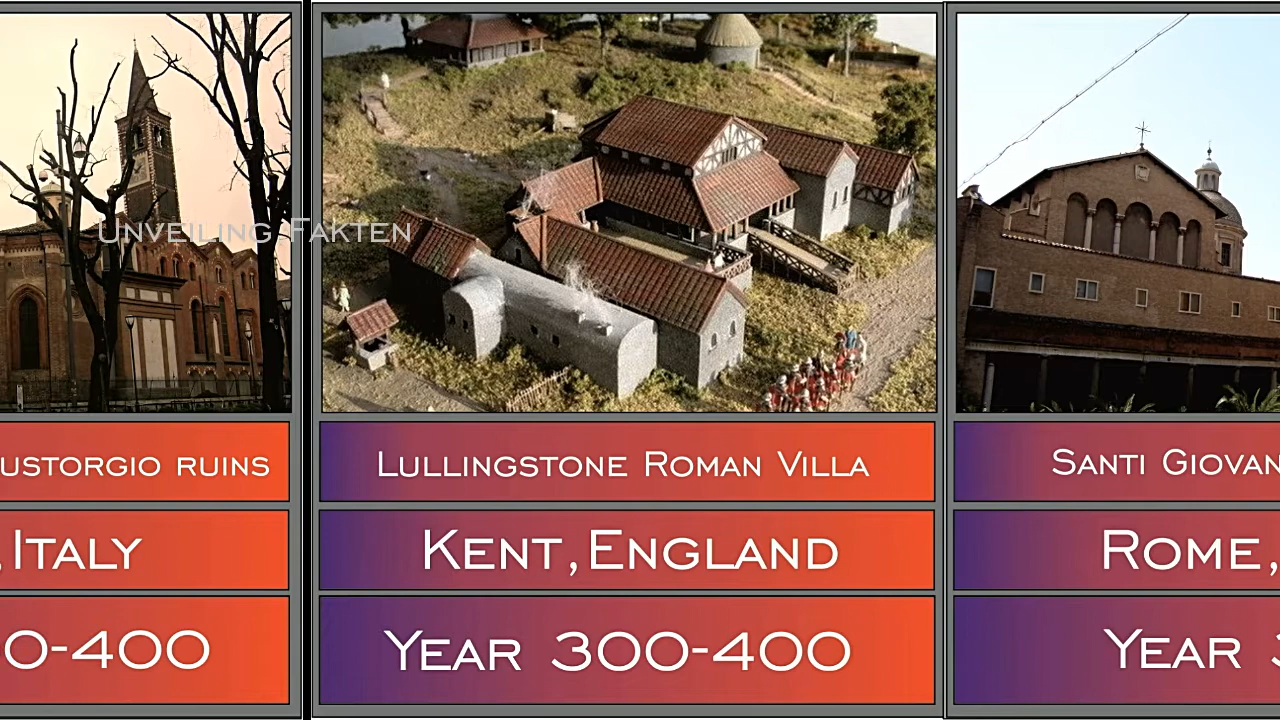 Unveiling Fakten
ustorgio ruins
Lullingstone Roman Villa
Santi Giovan
, Italy
Kent, England
Rome,
0-400
Year 300-400
Year 3